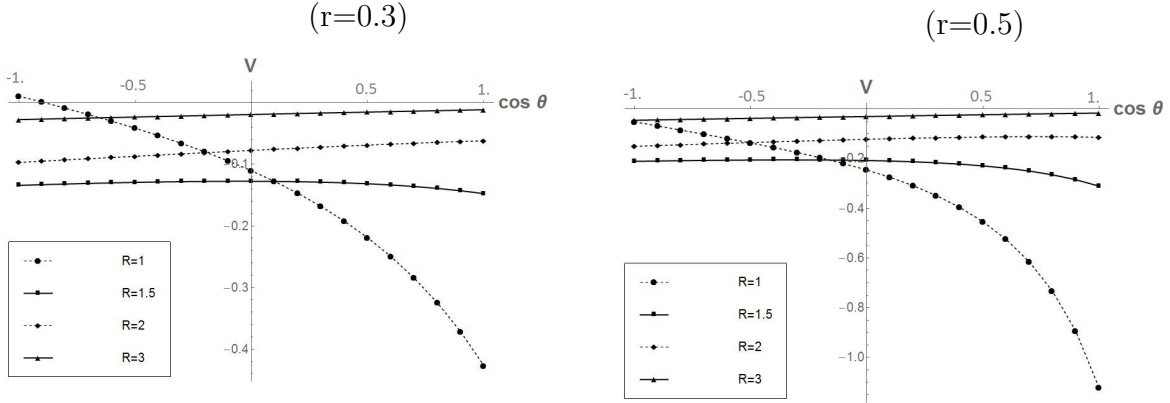 (r=0.3)
V
-1.
-0.5
0.5
1.
cos θ
-0.1
-0.2
-0.3
-0.4
R=1
R=1.5
R=2
R=3
(r=0.5)
V
-1.
-0.5
0.5
1.
cos θ
-0.2
-0.4
-0.6
-0.8
-1.0
R=1
R=1.5
R=2
R=3